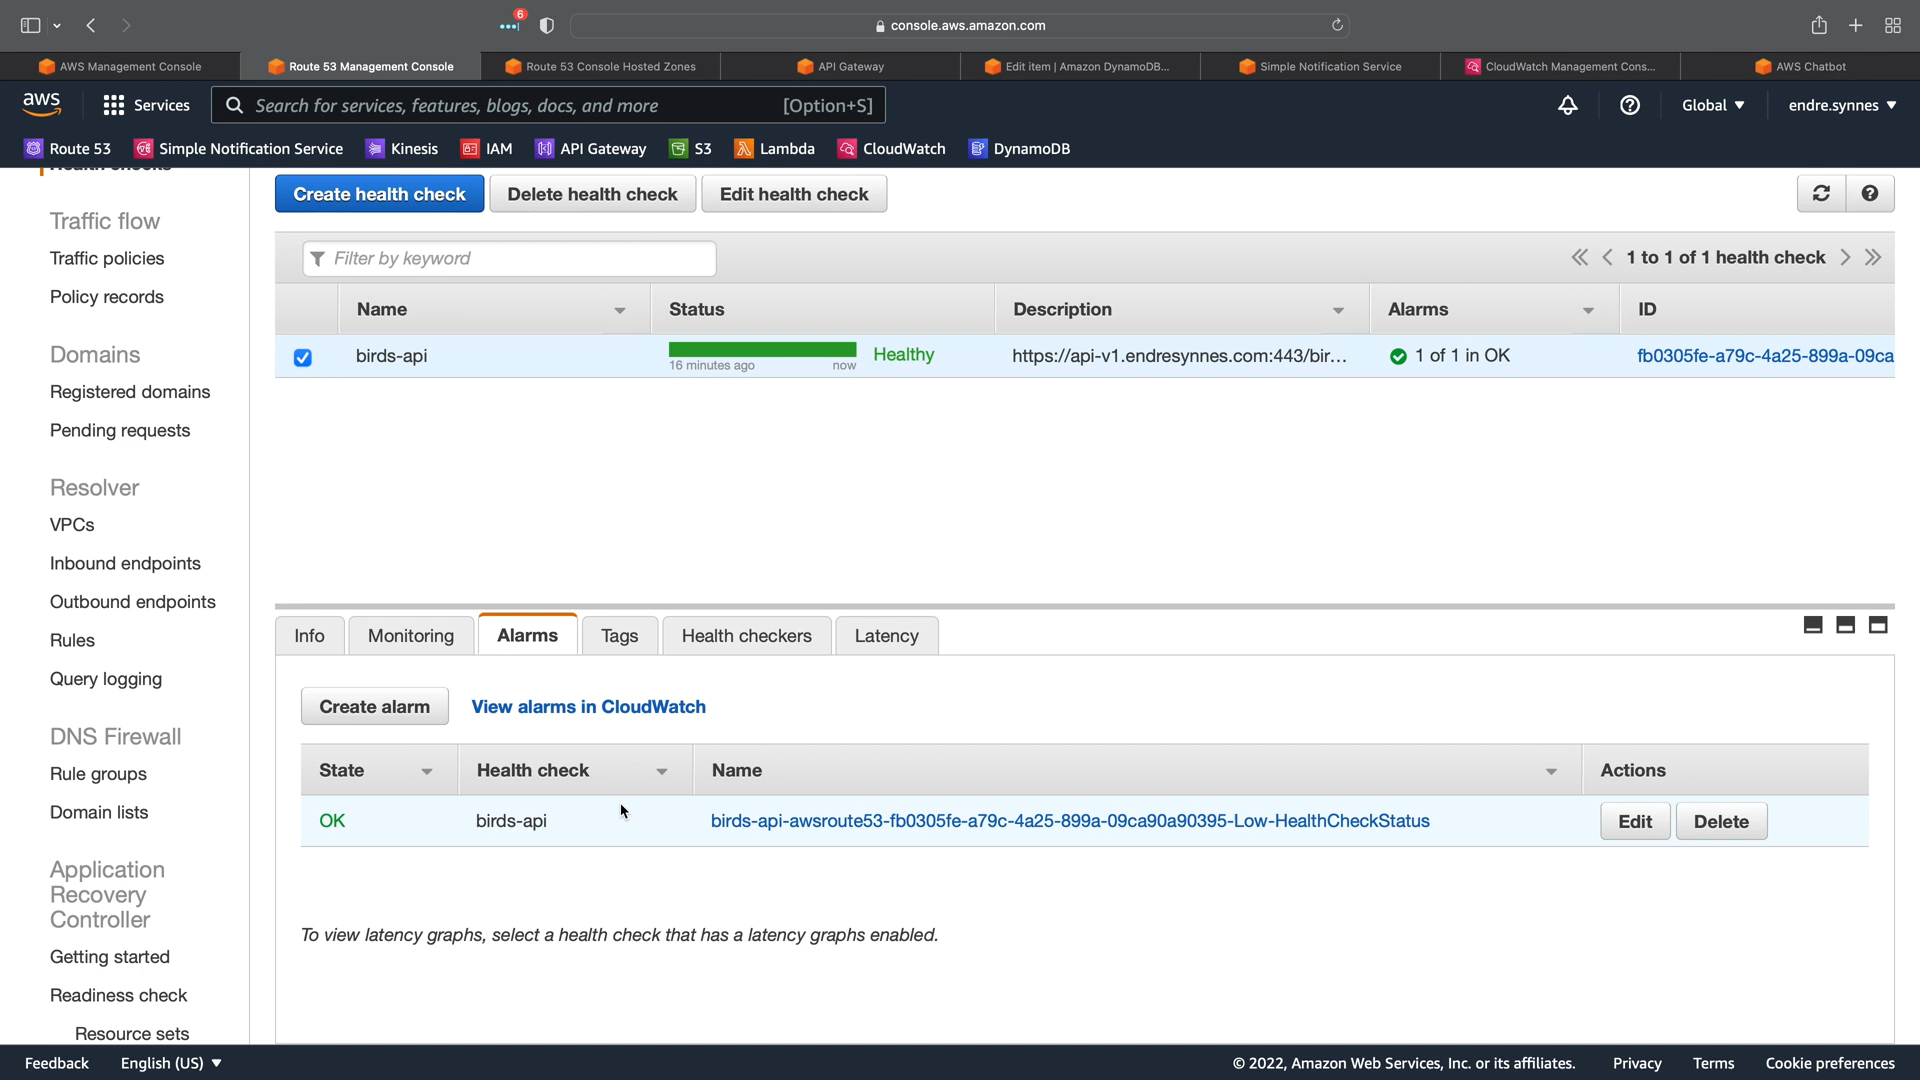 6
console.aws.amazon.com
AWS Management Console
Route 53 Management Console
Route 53 Console Hosted Zones
API Gateway
Edit item | Amazon DynamoDB...
Simple Notification Service
CloudWatch Management Cons...
AWS Chatbot
aws
Services
Search for services, features, blogs, docs, and more
[Option+S]
Global
endre.synnes
Route 53
Simple Notification Service
Kinesis
IAM
API Gateway
S3
Lambda
CloudWatch
DynamoDB
Health checks
Traffic flow
Traffic policies
Policy records
Domains
Registered domains
Pending requests
Resolver
VPCs
Inbound endpoints
Outbound endpoints
Rules
Query logging
DNS Firewall
Rule groups
Domain lists
Application
Recovery
Controller
Getting started
Readiness check
Resource sets
Create health check
Delete health check
Edit health check
Filter by keyword
1 to 1 of 1 health check
Name
Status
Description
Alarms
ID
birds-api
16 minutes ago
now
Healthy
https://api-v1.endresynnes.com:443/bir...
1 of 1 in OK
fb0305fe-a79c-4a25-899a-09ca
Info
Monitoring
Alarms
Tags
Health checkers
Latency
Create alarm
View alarms in CloudWatch
State
Health check
Name
Actions
OK
birds-api
birds-api-awsroute53-fb0305fe-a79c-4a25-899a-09ca90a90395-Low-HealthCheckStatus
Edit
Delete
To view latency graphs, select a health check that has a latency graphs enabled.
Feedback
English (US)
© 2022, Amazon Web Services, Inc. or its affiliates.
Privacy
Terms
Cookie preferences